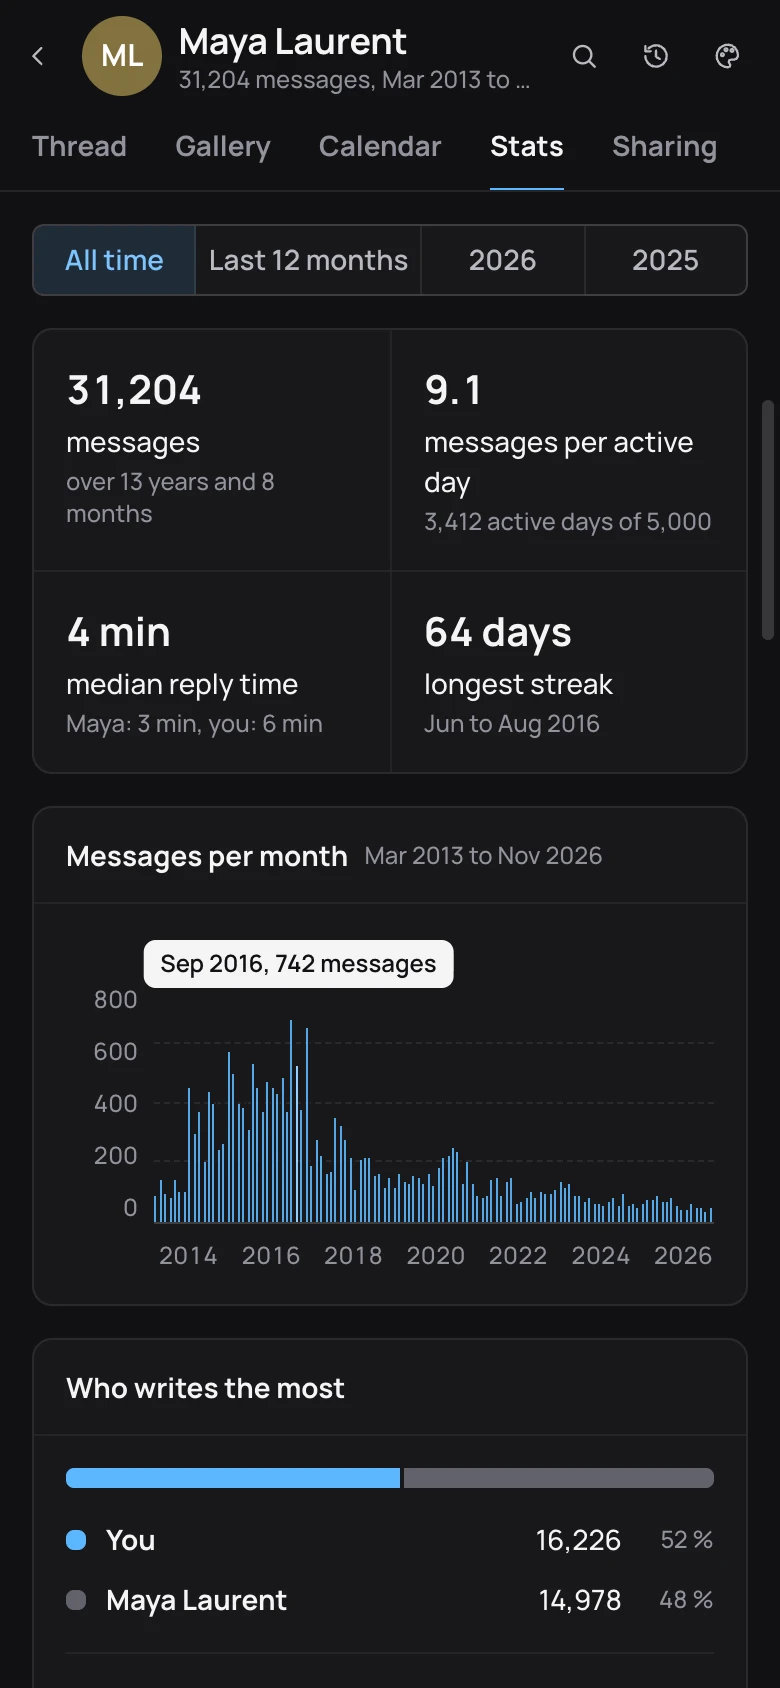 ML
Maya Laurent
31,204 messages, Mar 2013 to ...
Thread Gallery Calendar Stats Sharing
All time Last 12 months 2026 2025
31,204
messages
over 13 years and 8
months
9.1
messages per active
day
3,412 active days of 5,000
4 min
median reply time
Maya: 3 min, you: 6 min
64 days
longest streak
Jun to Aug 2016
Messages per month Mar 2013 to Nov 2026
Sep 2016, 742 messages
800
600
400
200
0
2014 2016 2018 2020 2022 2024 2026
Who writes the most
You 16,226 52 %
Maya Laurent 14,978 48 %